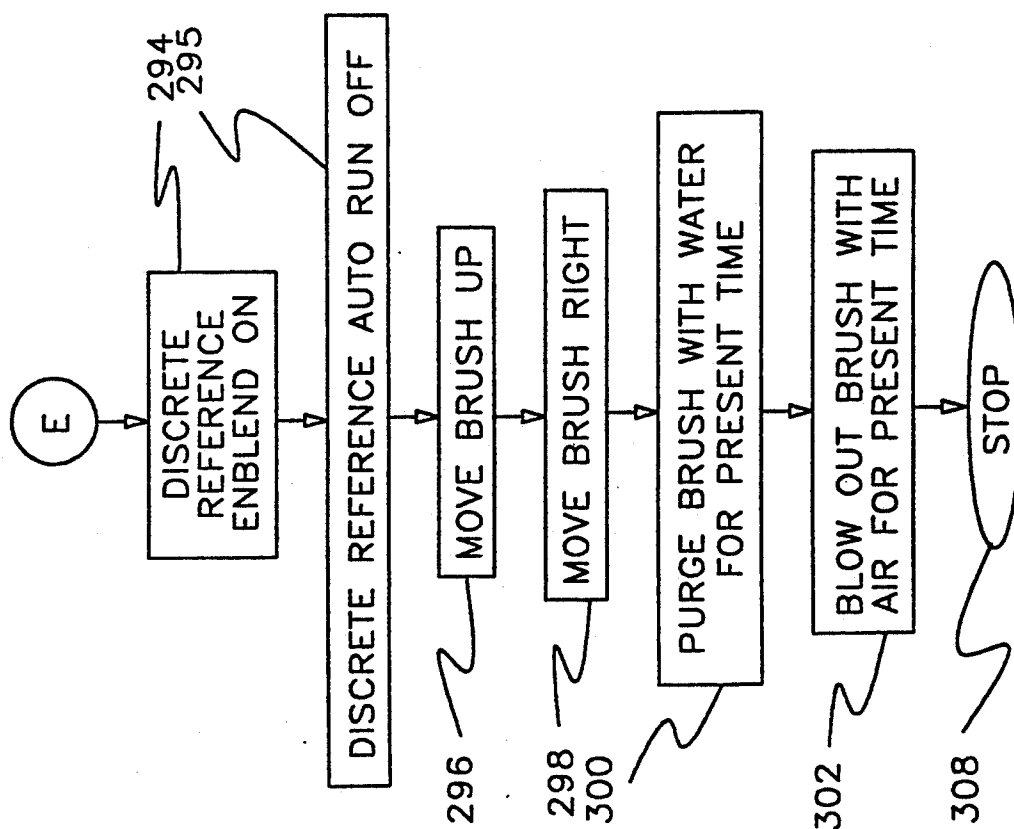 E
DISCRETE
REFERENCE
ENBLEND ON
294
295
DISCRETE REFERENCE AUTO RUN OFF
MOVE BRUSH UP
296
MOVE BRUSH RIGHT
298
PURGE BRUSH WITH WATER
FOR PRESENT TIME
300
BLOW OUT BRUSH WITH
AIR FOR PRESENT TIME
302
STOP
308